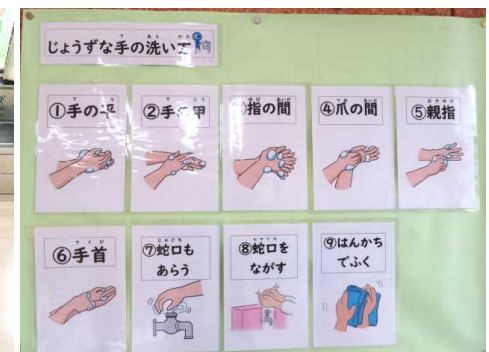 じょうずな手の洗い方
①手の平
②手の甲
③指の間
④爪の間
⑤親指
⑥手首
⑦蛇口も
あらう
⑧蛇口を
ながす
⑨はんかち
でふく